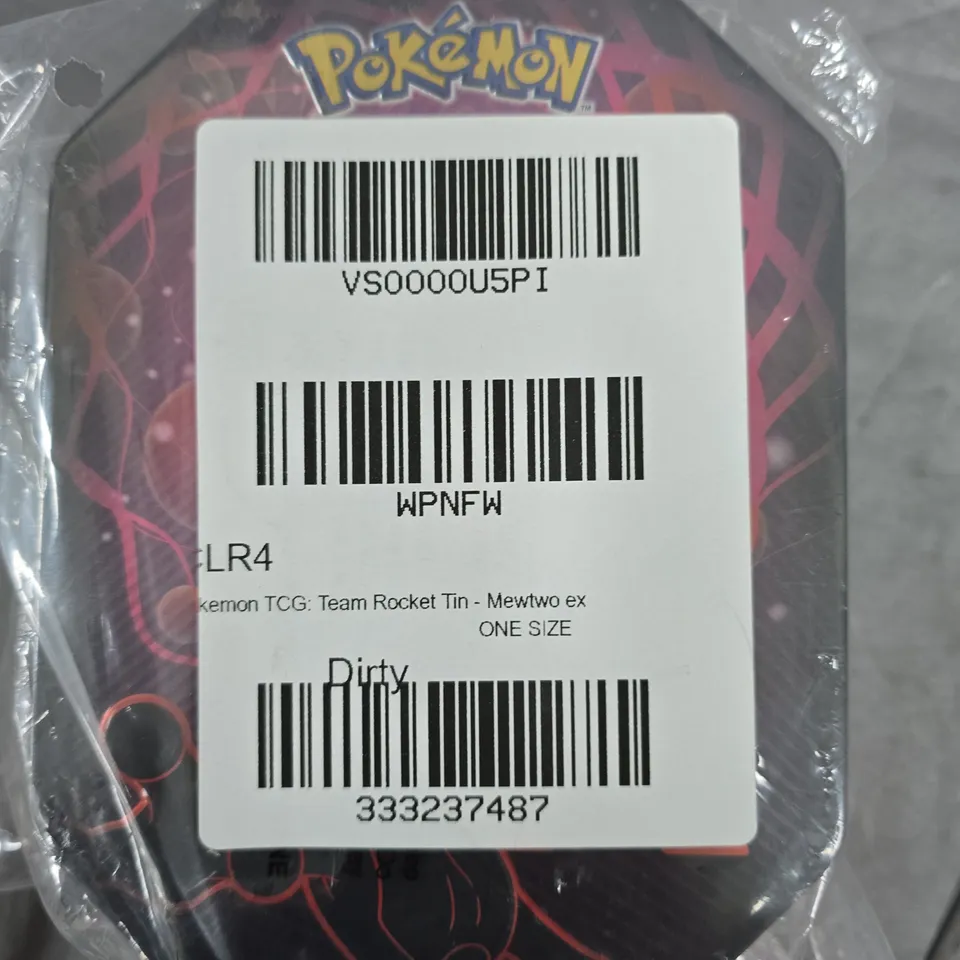 POKéMON
VS0000U5PI
WPNFW
LR4
kemon TCG: Team Rocket Tin - Mewtwo ex
ONE SIZE
Dirty
333237487